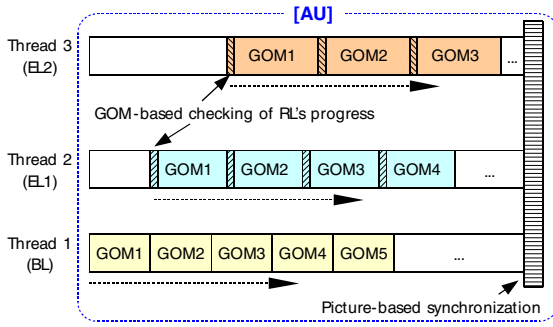 [AU]
Thread 3
(EL2)
GOM1 GOM2 GOM3 ...
GOM-based checking of RL's progress
Thread 2
(EL1)
GOM1 GOM2 GOM3 GOM4 ...
Thread 1
(BL)
GOM1 GOM2 GOM3 GOM4 GOM5 ...
Picture-based synchronization